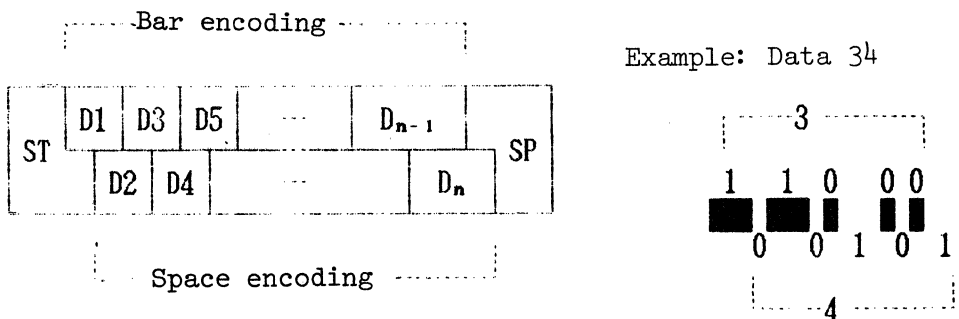 Bar encoding
ST D1 D3 D5 ... Dn-1 SP
D2 D4 ... Dn
Space encoding
Example: Data 34
3
1 1 0 0 0
0 0 1 0 1
4